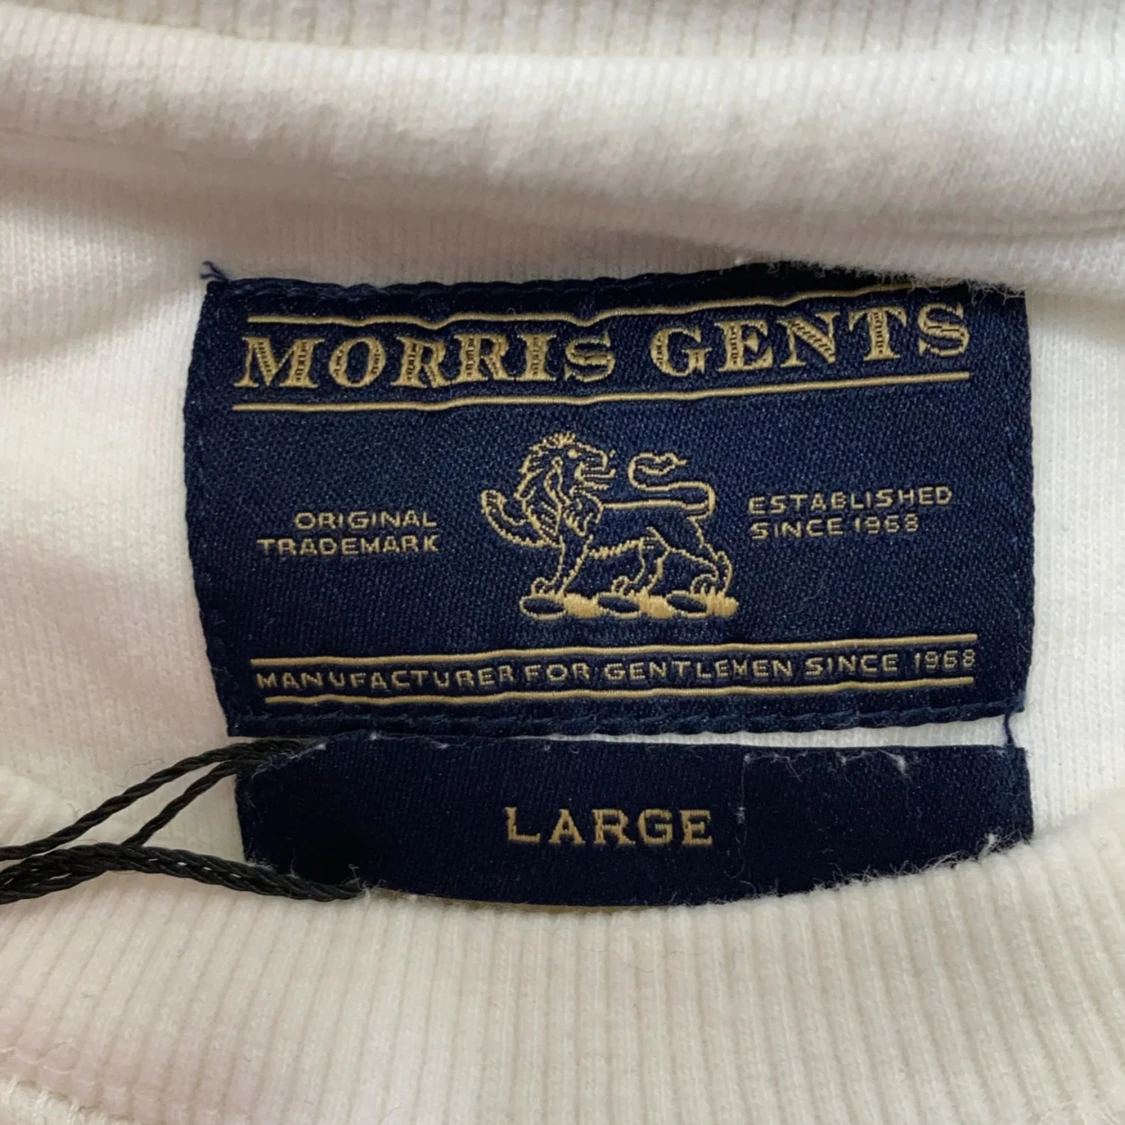 MORRIS GENTS
ORIGINAL
TRADEMARK
ESTABLISHED
SINCE 1968
MANUFACTURER FOR GENTLEMEN SINCE 1968
LARGE